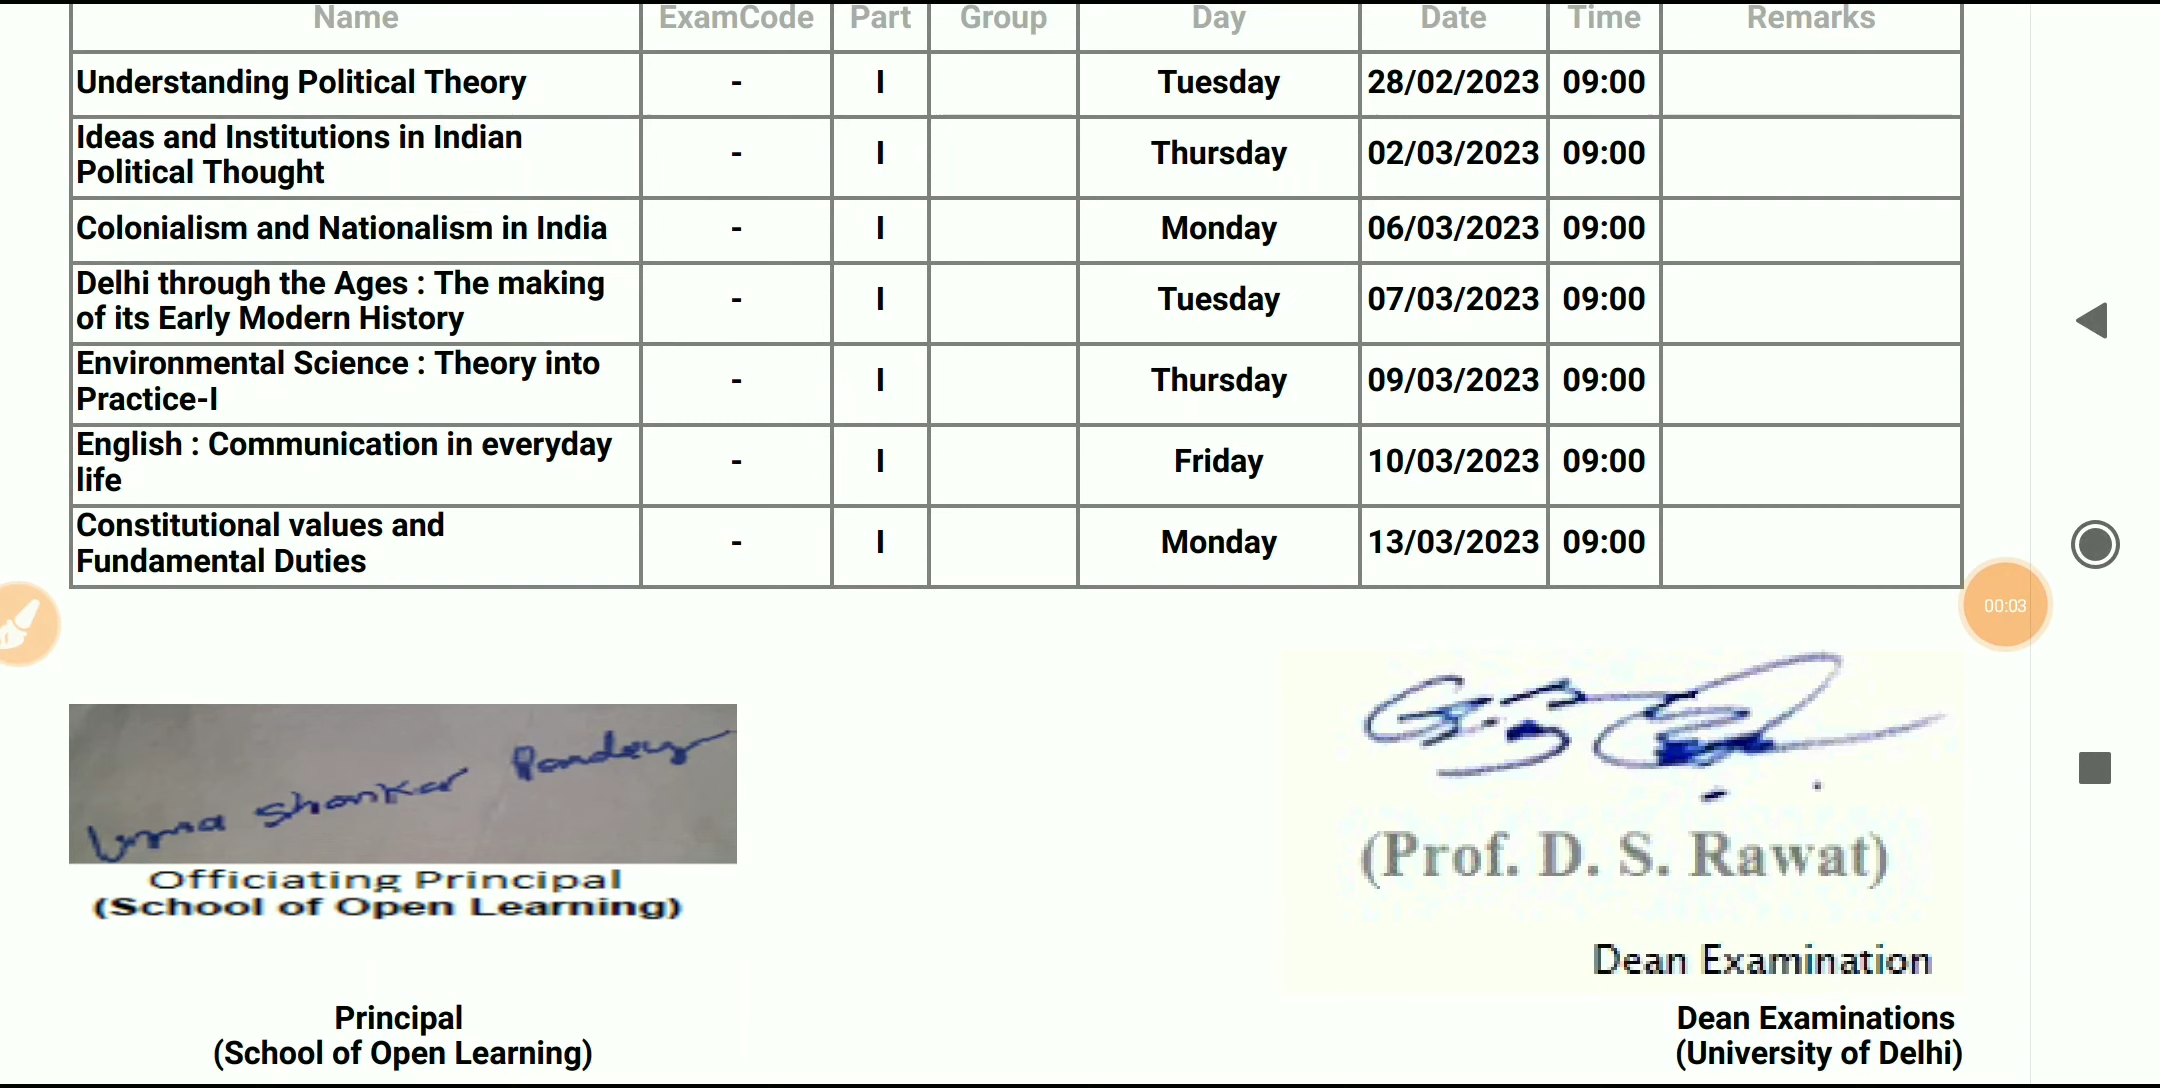 Name ExamCode Part Group Day Date Time Remarks
Understanding Political Theory - I Tuesday 28/02/2023 09:00
Ideas and Institutions in Indian
Political Thought - I Thursday 02/03/2023 09:00
Colonialism and Nationalism in India - I Monday 06/03/2023 09:00
Delhi through the Ages : The making
of its Early Modern History - I Tuesday 07/03/2023 09:00
Environmental Science : Theory into
Practice-I - I Thursday 09/03/2023 09:00
English : Communication in everyday
life - I Friday 10/03/2023 09:00
Constitutional values and
Fundamental Duties - I Monday 13/03/2023 09:00
00:03
Uma Shankar Pandey
Officiating Principal
(School of Open Learning)
(Prof. D. S. Rawat)
Dean Examination
Principal
(School of Open Learning)
Dean Examinations
(University of Delhi)